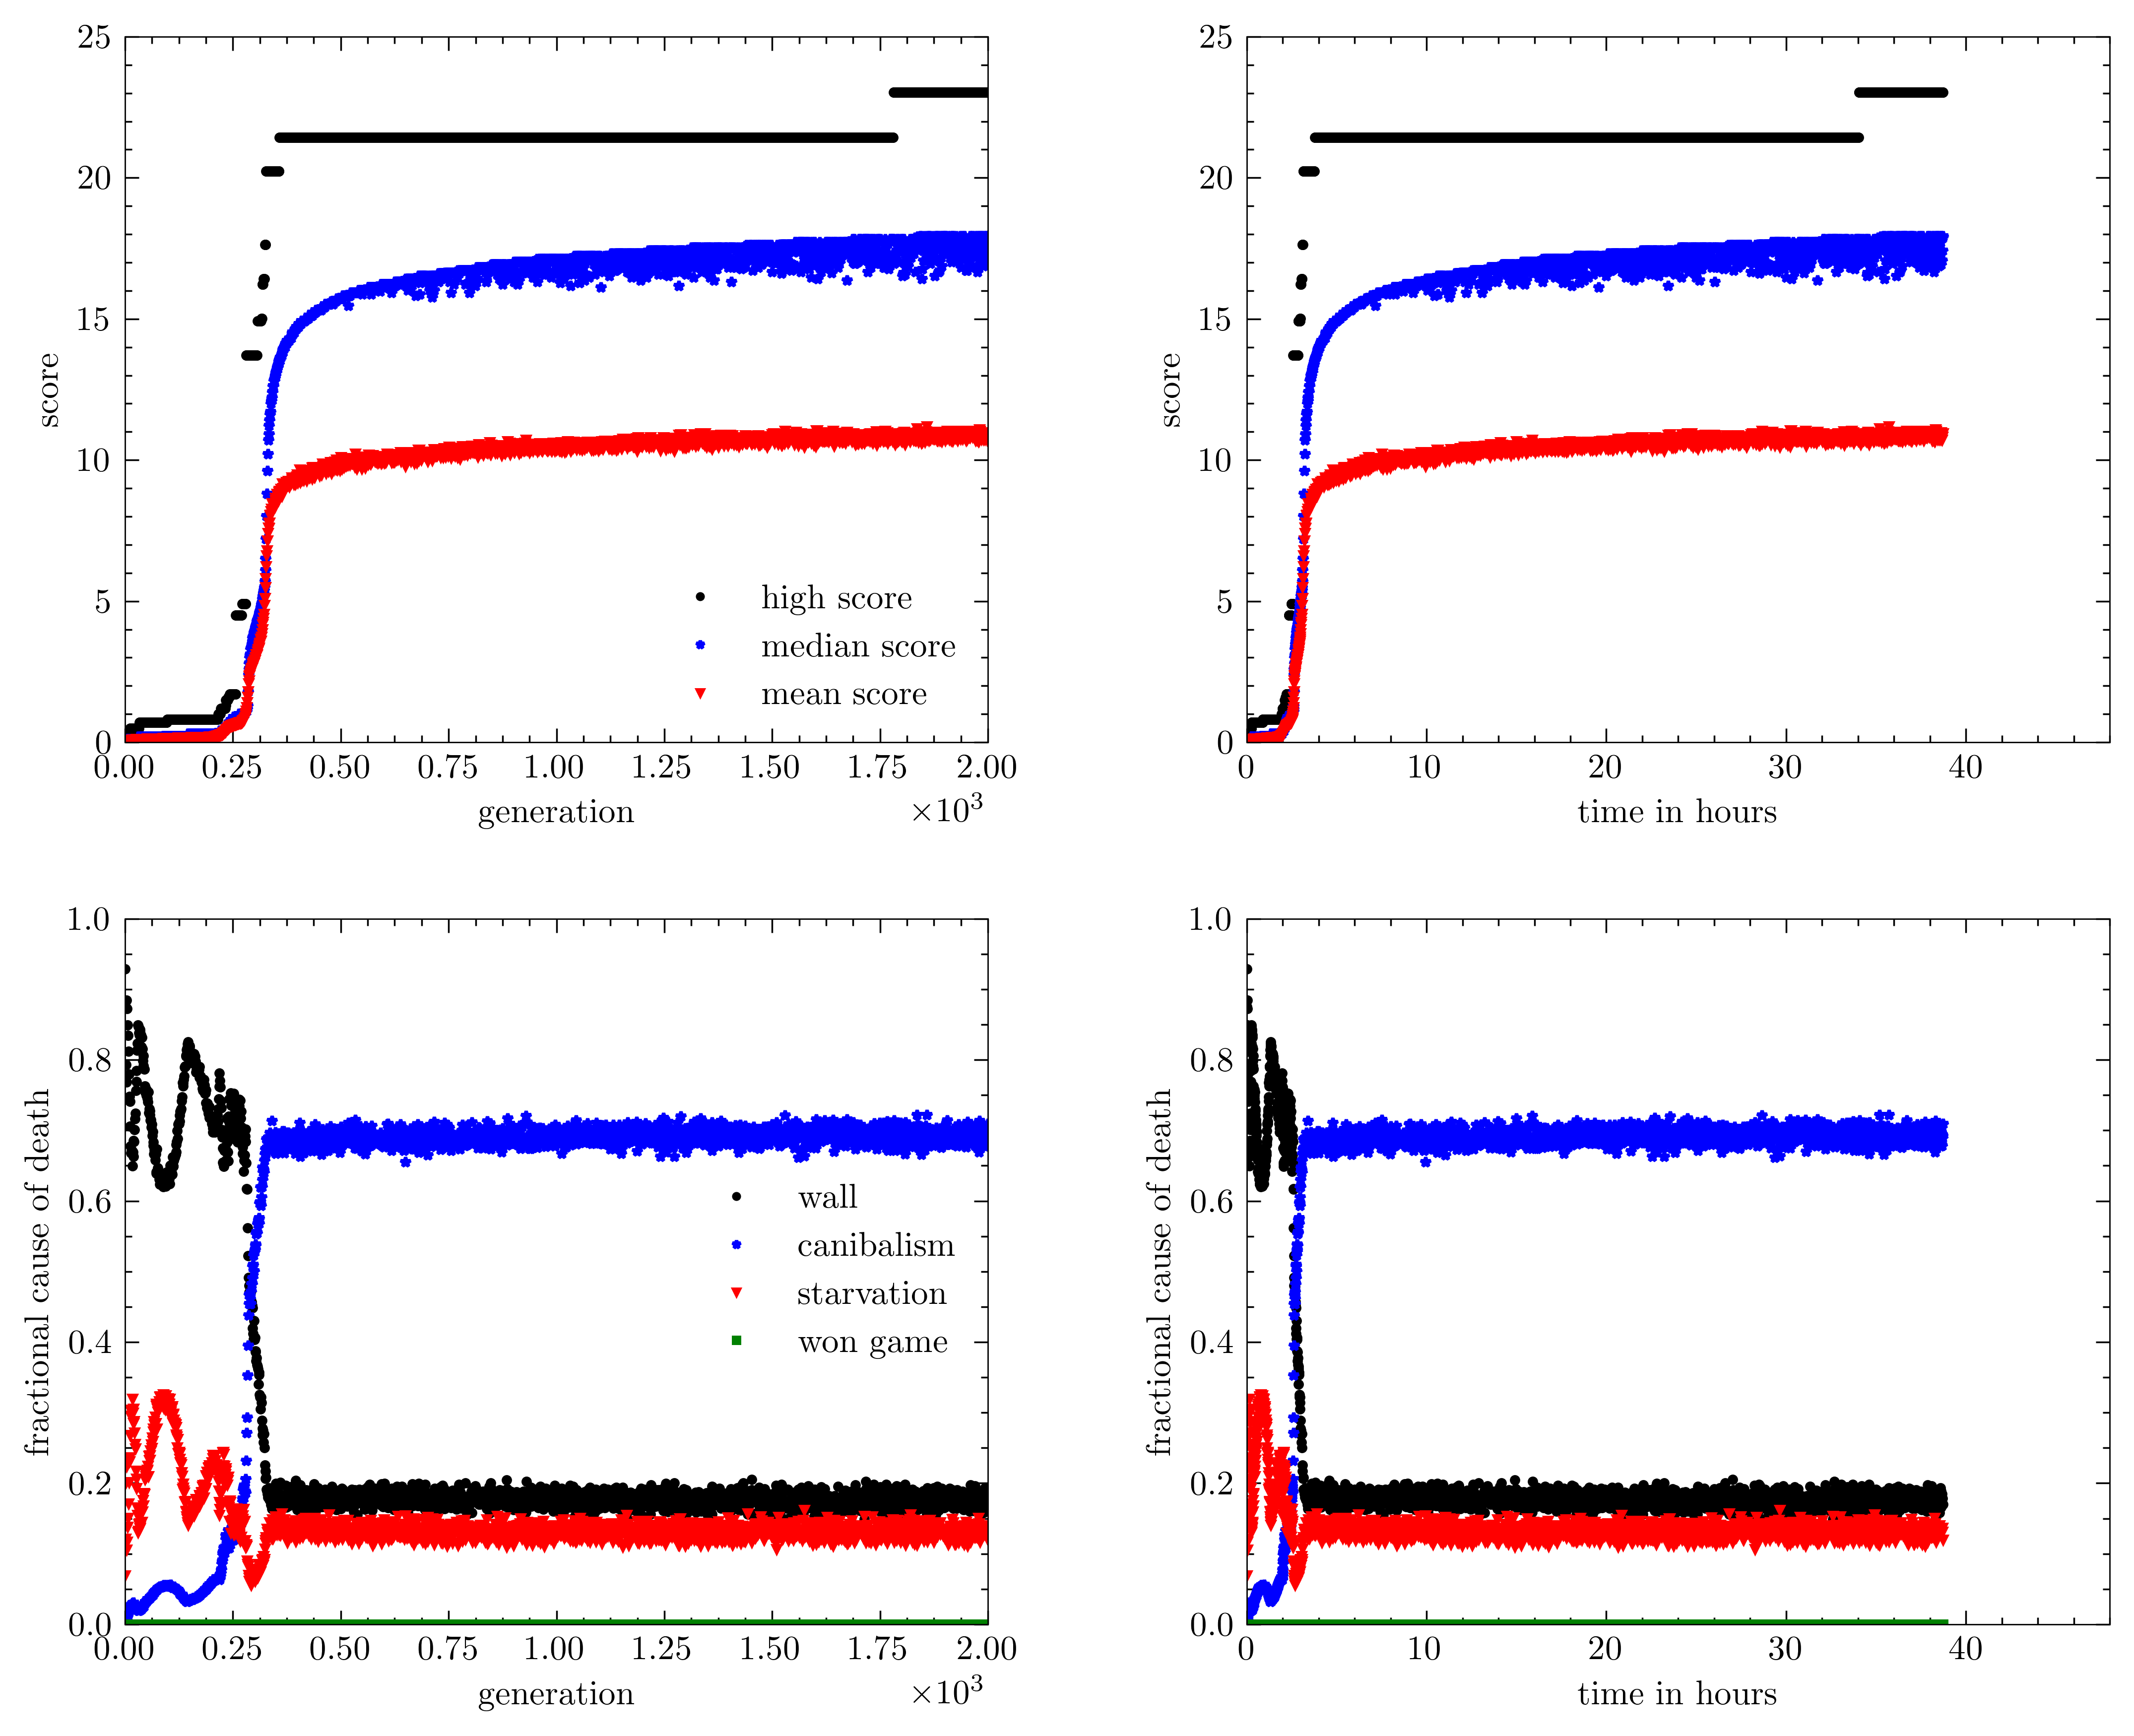 25
20
15
10
5
0
score
high score
median score
mean score
0.00 0.25 0.50 0.75 1.00 1.25 1.50 1.75 2.00
generation ×10³
25
20
15
10
5
0
score
0 10 20 30 40
time in hours
1.0
0.8
0.6
0.4
0.2
0.0
fractional cause of death
wall
canibalism
starvation
won game
0.00 0.25 0.50 0.75 1.00 1.25 1.50 1.75 2.00
generation ×10³
1.0
0.8
0.6
0.4
0.2
0.0
fractional cause of death
0 10 20 30 40
time in hours